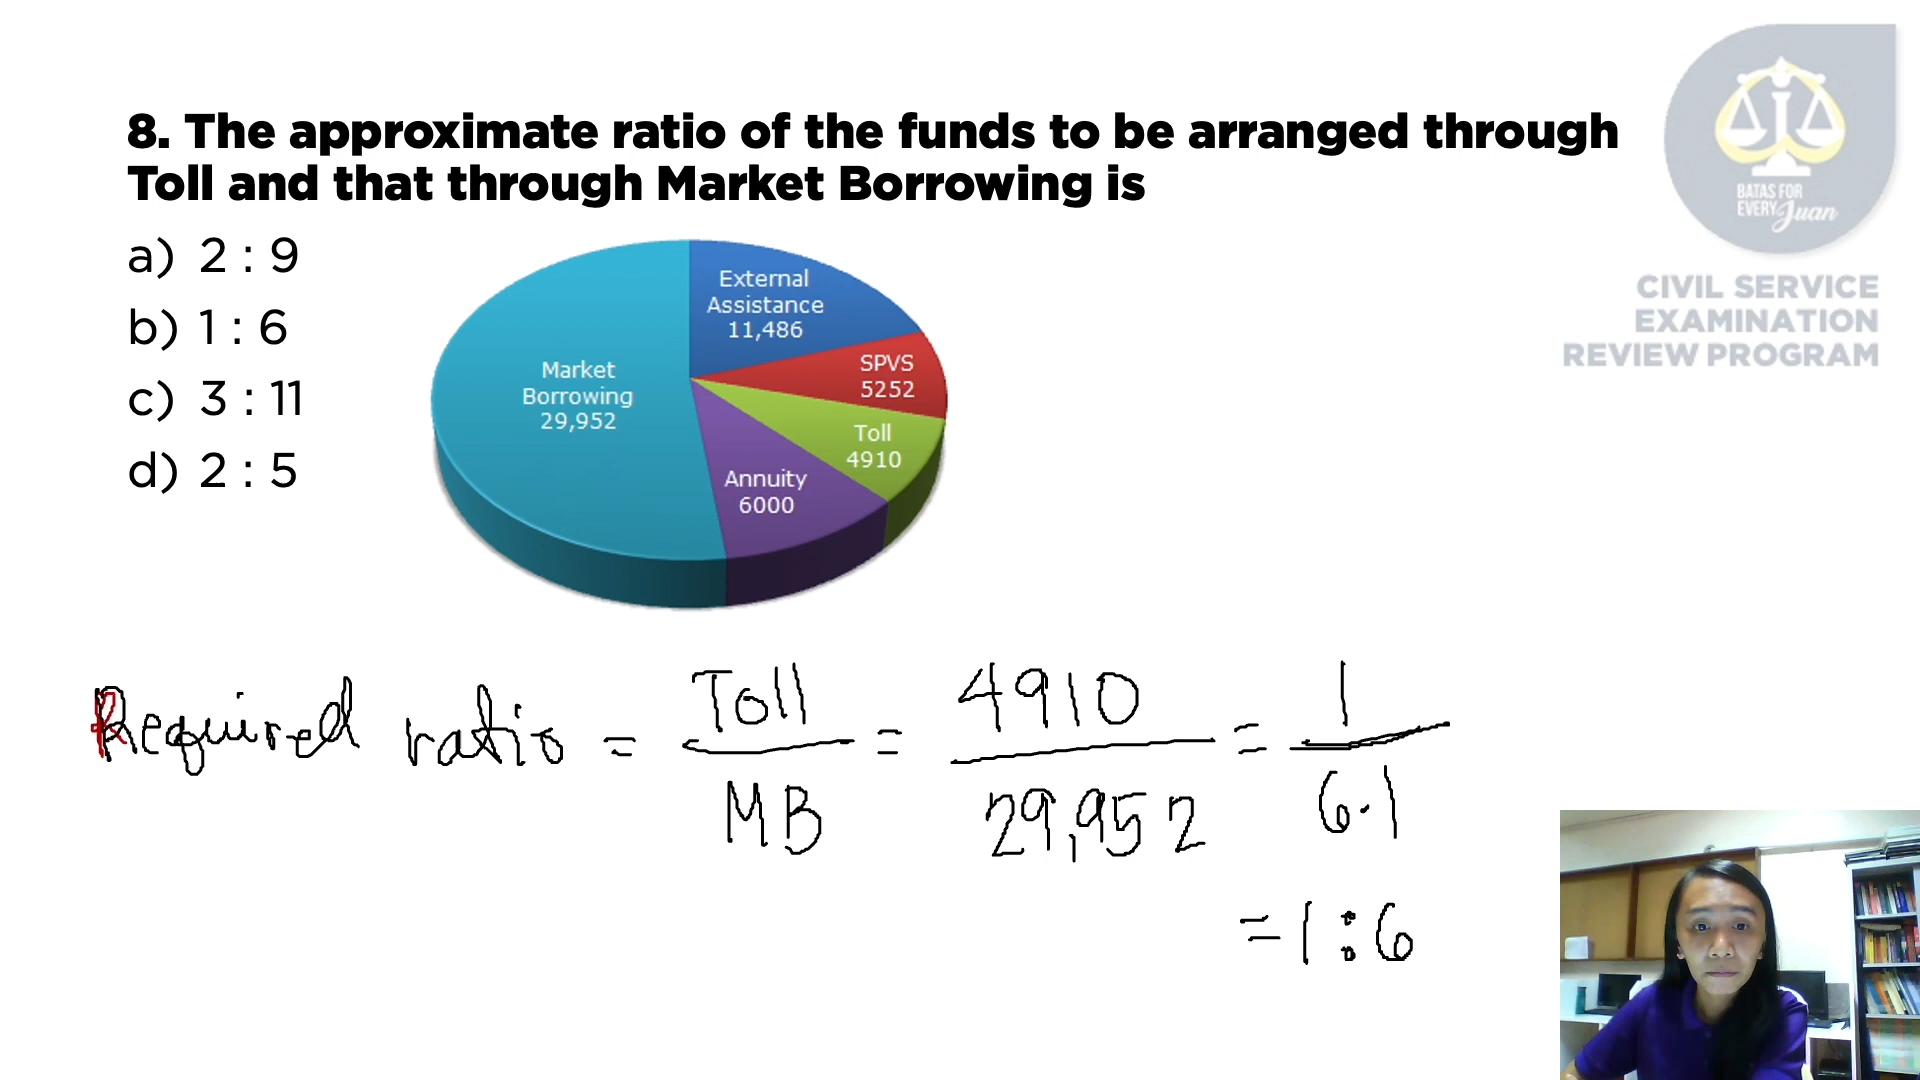 8. The approximate ratio of the funds to be arranged through
Toll and that through Market Borrowing is
a) 2 : 9
b) 1 : 6
c) 3 : 11
d) 2 : 5
External
Assistance
11,486
SPVS
5252
Toll
4910
Annuity
6000
Market
Borrowing
29,952
BATAS FOR
EVERY Juan
CIVIL SERVICE
EXAMINATION
REVIEW PROGRAM
Required ratio = Toll / MB = 4910 / 29,952 = 1 / 6.1
= 1 : 6